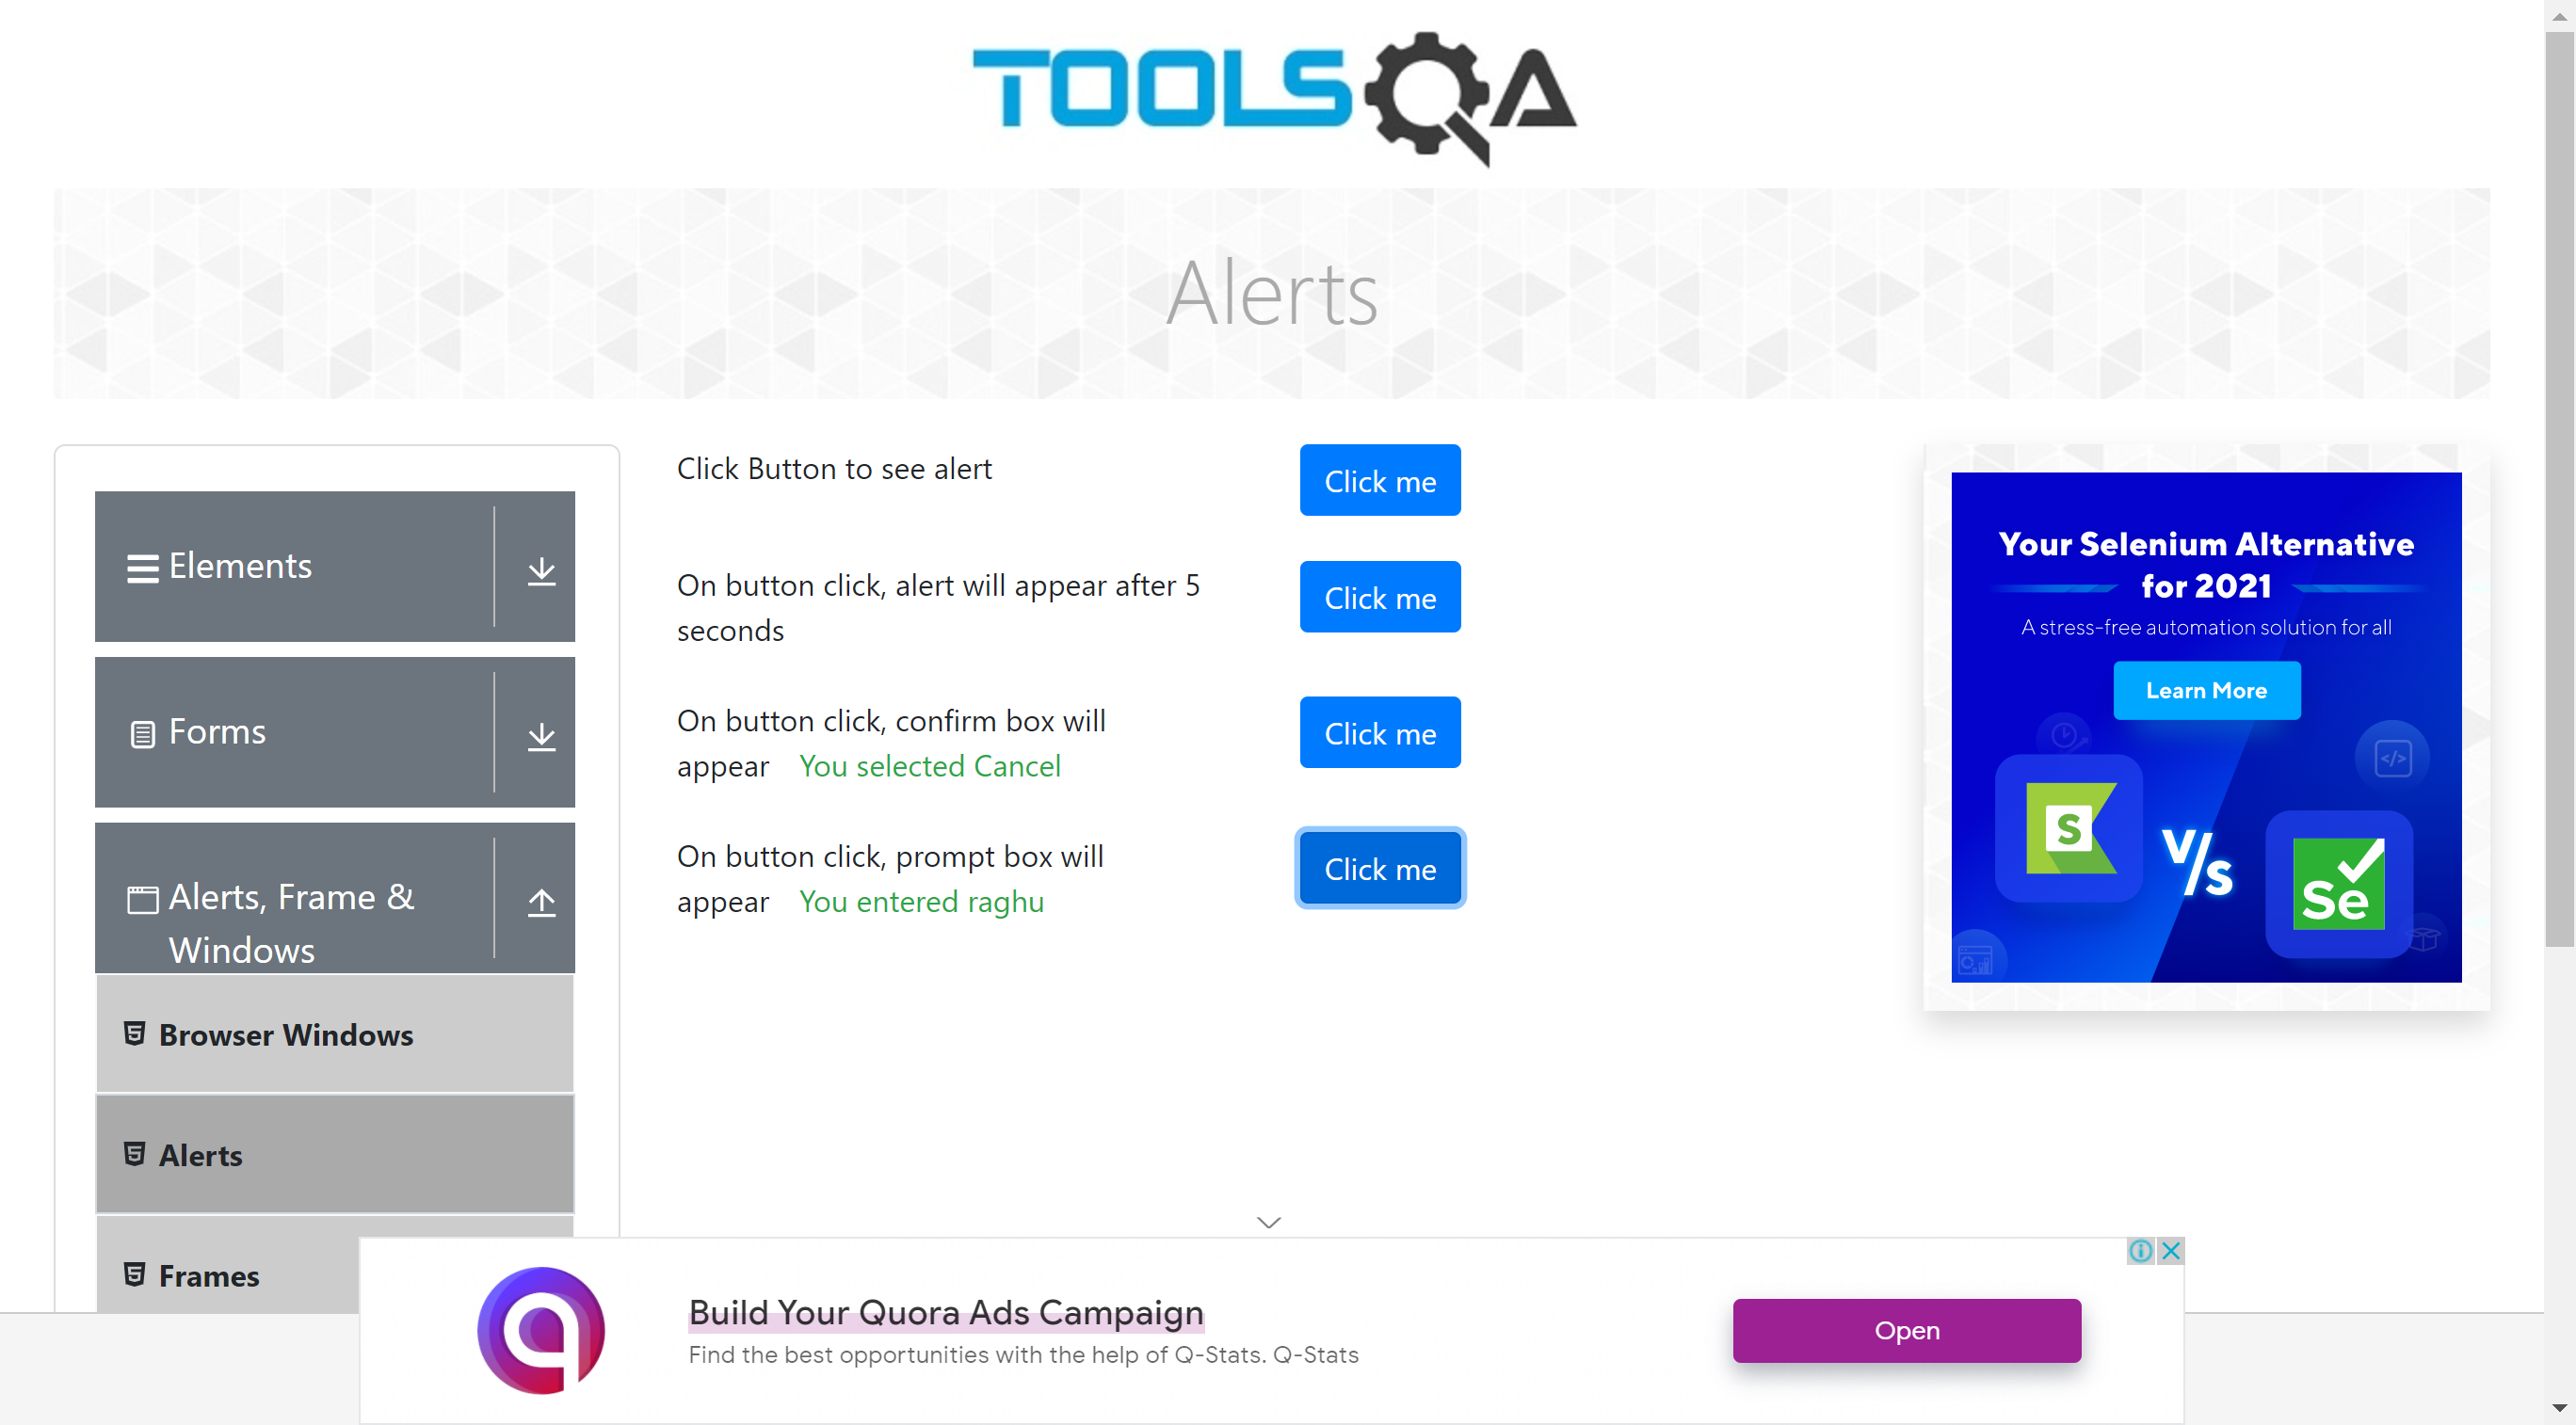 TOOLSQA
Alerts
Elements
Forms
Alerts, Frame &
Windows
Browser Windows
Alerts
Frames
Click Button to see alert
Click me
On button click, alert will appear after 5
seconds
Click me
On button click, confirm box will
appear You selected Cancel
Click me
On button click, prompt box will
appear You entered raghu
Click me
Your Selenium Alternative
for 2021
A stress-free automation solution for all
Learn More
S
V/s
Se
</>
Build Your Quora Ads Campaign
Find the best opportunities with the help of Q-Stats. Q-Stats
Open